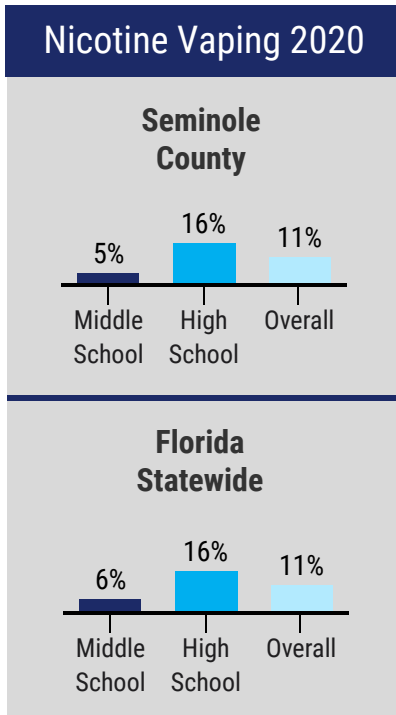 Nicotine Vaping 2020
Seminole
County
5%
16%
11%
Middle
School
High
School
Overall
Florida
Statewide
6%
16%
11%
Middle
School
High
School
Overall